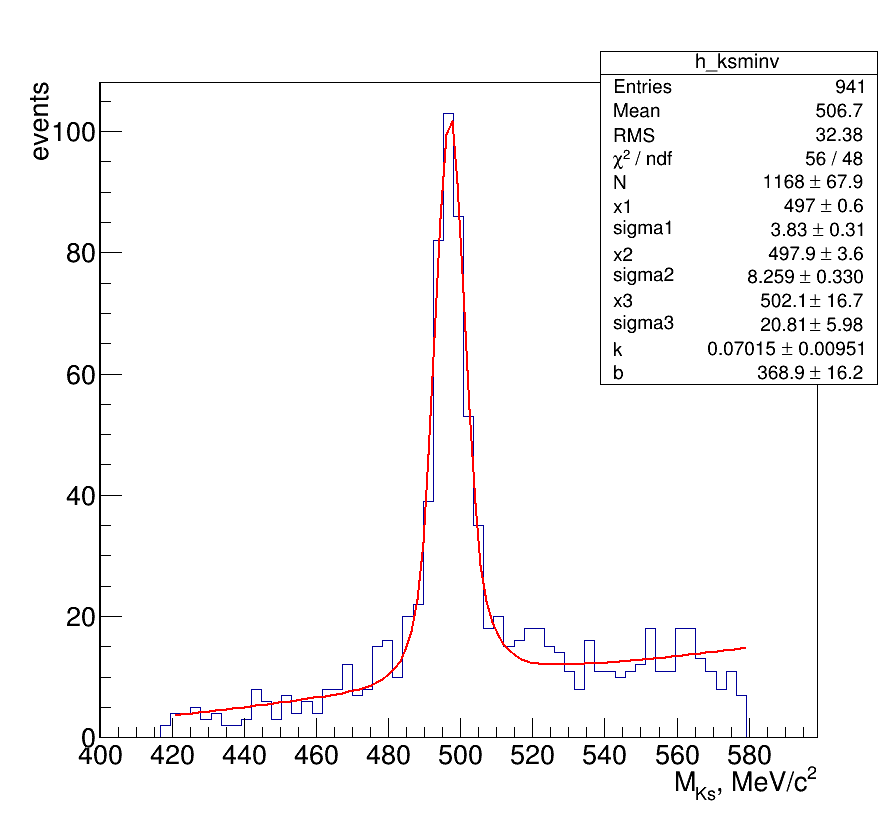 h_ksminv
Entries 941
Mean 506.7
RMS 32.38
χ² / ndf 56 / 48
N 1168 ± 67.9
x1 497 ± 0.6
sigma1 3.83 ± 0.31
x2 497.9 ± 3.6
sigma2 8.259 ± 0.330
x3 502.1 ± 16.7
sigma3 20.81 ± 5.98
k 0.07015 ± 0.00951
b 368.9 ± 16.2
events
100
80
60
40
20
0
400 420 440 460 480 500 520 540 560 580
M_Ks, MeV/c²